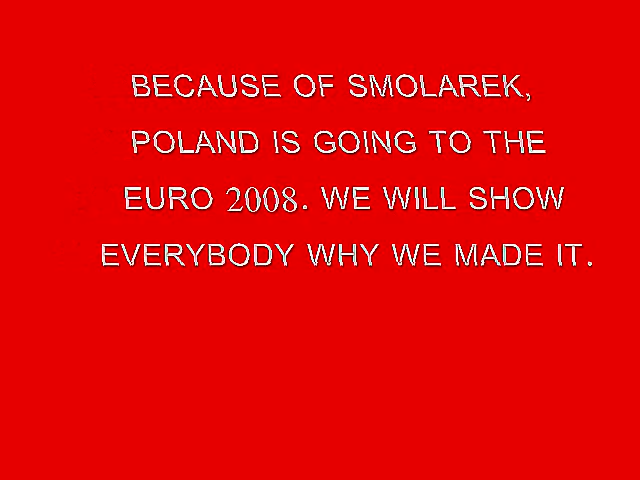 BECAUSE OF SMOLAREK,
POLAND IS GOING TO THE
EURO 2008. WE WILL SHOW
EVERYBODY WHY WE MADE IT.